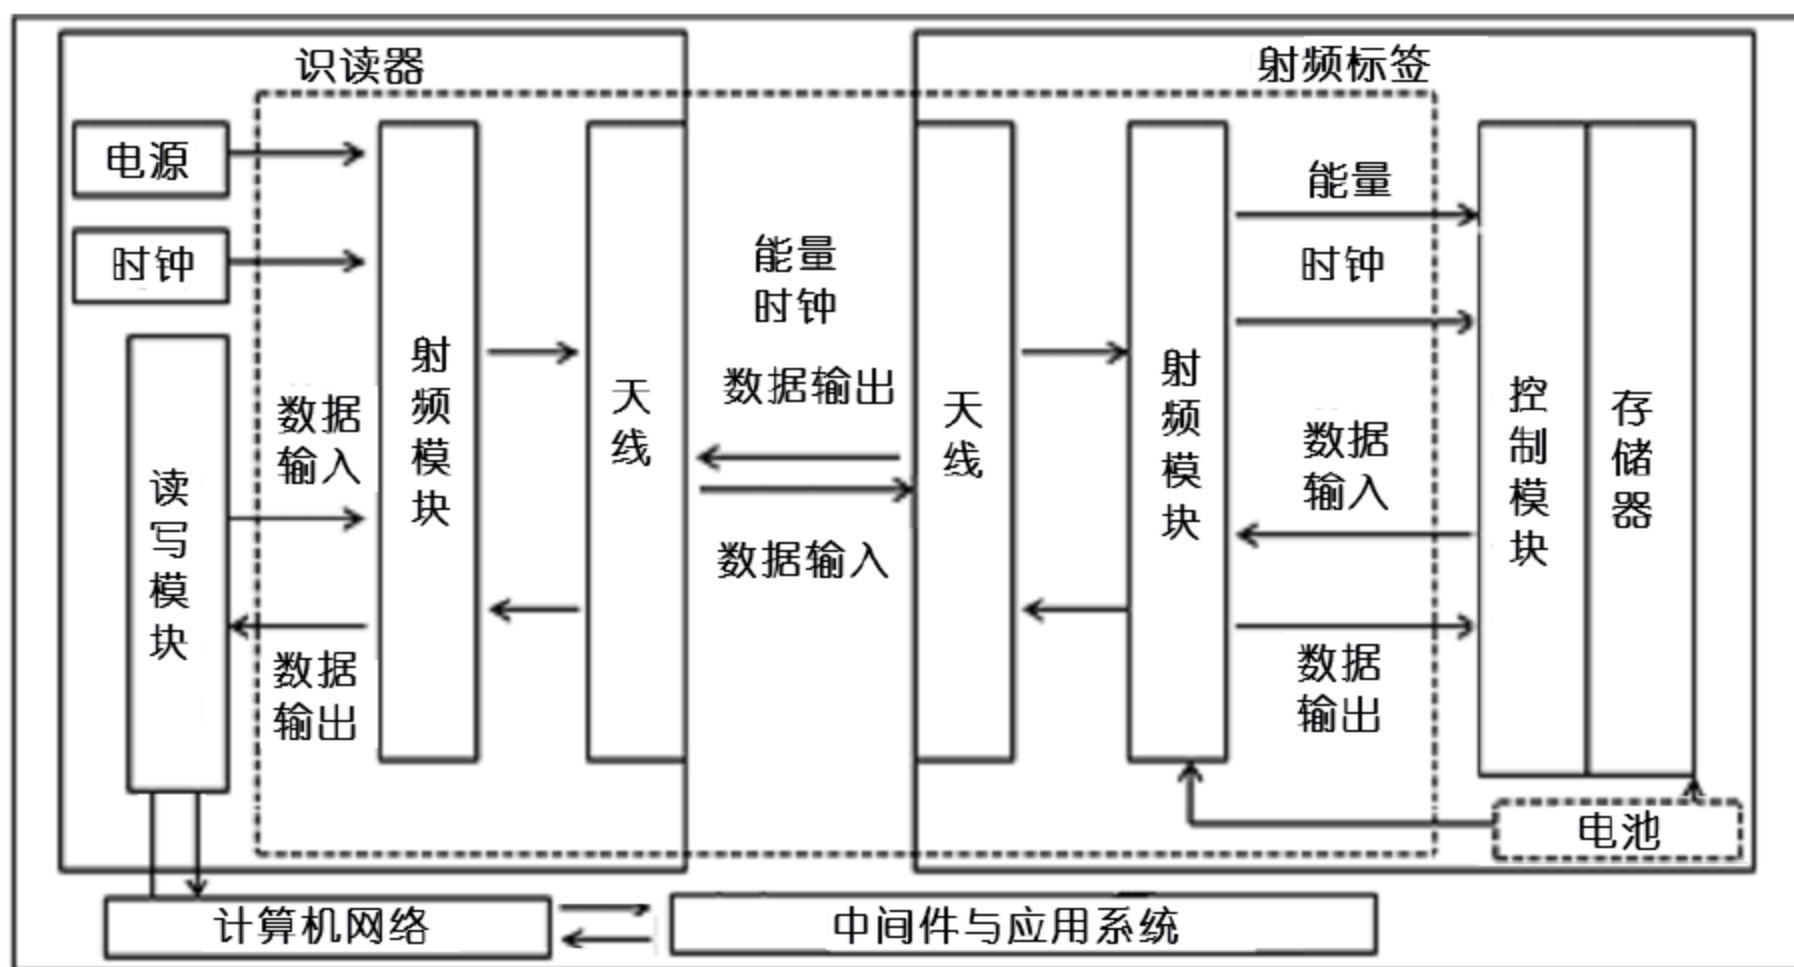 识读器
射频标签
电源
时钟
读写模块
数据
输入
数据
输出
射频模块
天线
能量
时钟
数据输出
数据输入
天线
射频模块
能量
时钟
数据
输入
数据
输出
控制模块
存储器
电池
计算机网络
中间件与应用系统